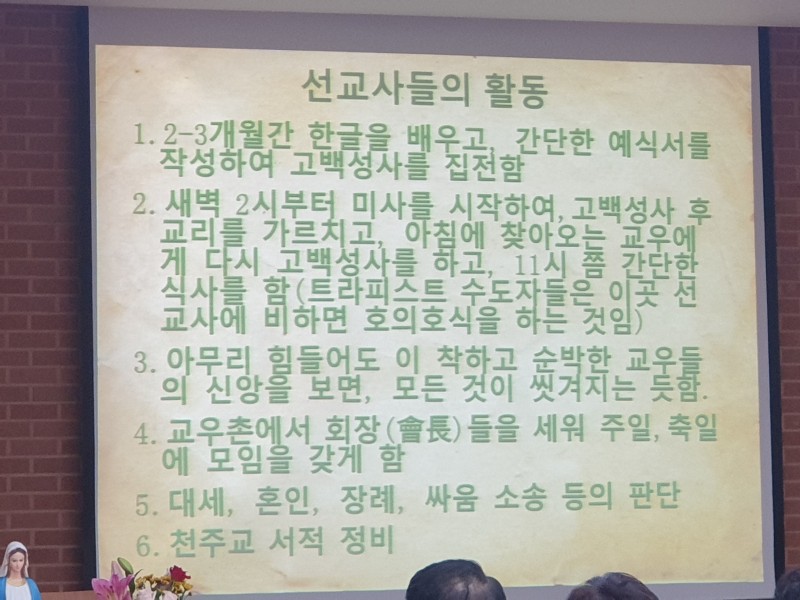 선교사들의 활동
1. 2-3개월간 한글을 배우고, 간단한 예식서를
작성하여 고백성사를 집전함
2. 새벽 2시부터 미사를 시작하여, 고백성사 후
교리를 가르치고, 아침에 찾아오는 교우에
게 다시 고백성사를 하고, 11시 쯤 간단한
식사를 함(트라피스트 수도자들은 이곳 선
교사에 비하면 호의호식을 하는 것임)
3. 아무리 힘들어도 이 착하고 순박한 교우들
의 신앙을 보면, 모든 것이 씻겨지는 듯함.
4. 교우촌에서 회장(會長)들을 세워 주일, 축일
에 모임을 갖게 함
5. 대세, 혼인, 장례, 싸움 소송 등의 판단
6. 천주교 서적 정비